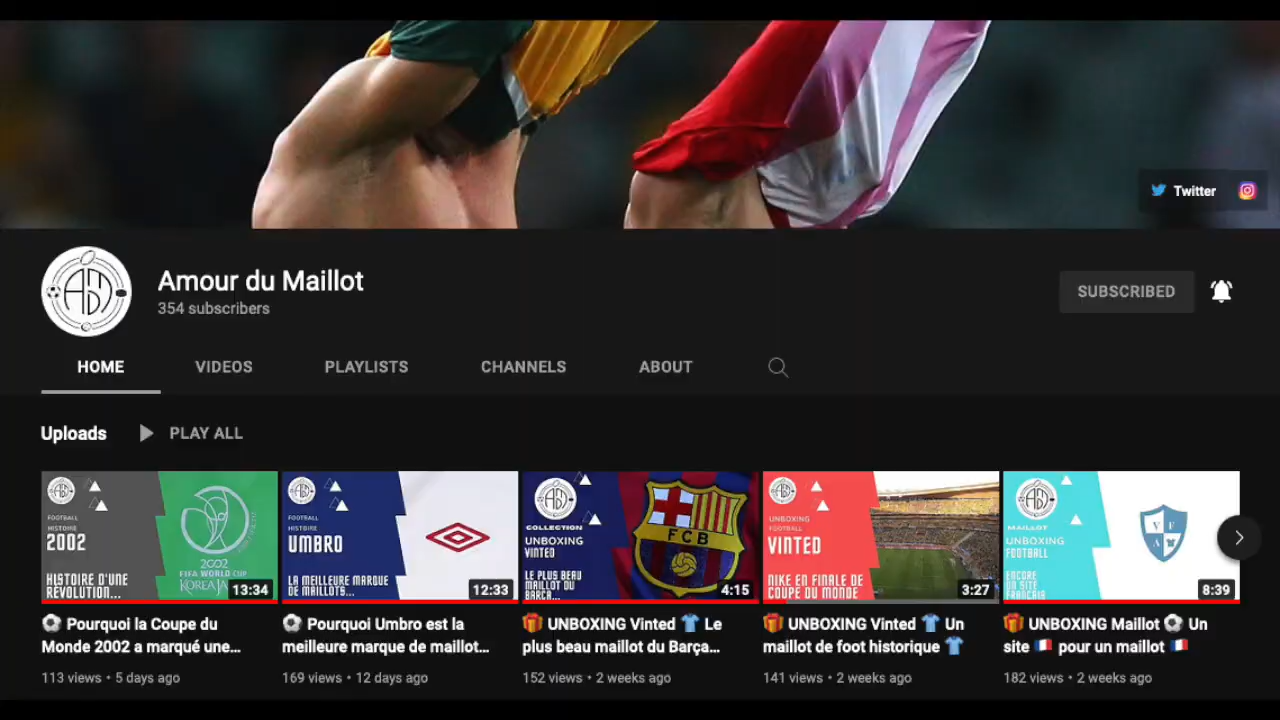 Twitter
Amour du Maillot
354 subscribers
SUBSCRIBED
HOME
VIDEOS
PLAYLISTS
CHANNELS
ABOUT
Uploads
PLAY ALL
FOOTBALL
HISTOIRE
2002
HISTOIRE D'UNE
RÉVOLUTION...
2002
FIFA WORLD CUP
KOREA JA
13:34
FOOTBALL
HISTOIRE
UMBRO
LA MEILLEURE MARQUE
DE MAILLOTS...
12:33
COLLECTION
UNBOXING
VINTED
LE PLUS BEAU
MAILLOT DU
BARÇA...
FCB
4:15
UNBOXING
FOOTBALL
VINTED
NIKE EN FINALE DE
COUPE DU MONDE
3:27
MAILLOT
UNBOXING
FOOTBALL
ENCORE
UN SITE
FRANÇAIS
V F
A
8:39
⚽ Pourquoi la Coupe du
Monde 2002 a marqué une...
113 views • 5 days ago
⚽ Pourquoi Umbro est la
meilleure marque de maillot...
169 views • 12 days ago
🎁 UNBOXING Vinted 👕 Le
plus beau maillot du Barça...
152 views • 2 weeks ago
🎁 UNBOXING Vinted 👕 Un
maillot de foot historique 👕
141 views • 2 weeks ago
🎁 UNBOXING Maillot ⚽ Un
site 🇫🇷 pour un maillot 🇫🇷
182 views • 2 weeks ago